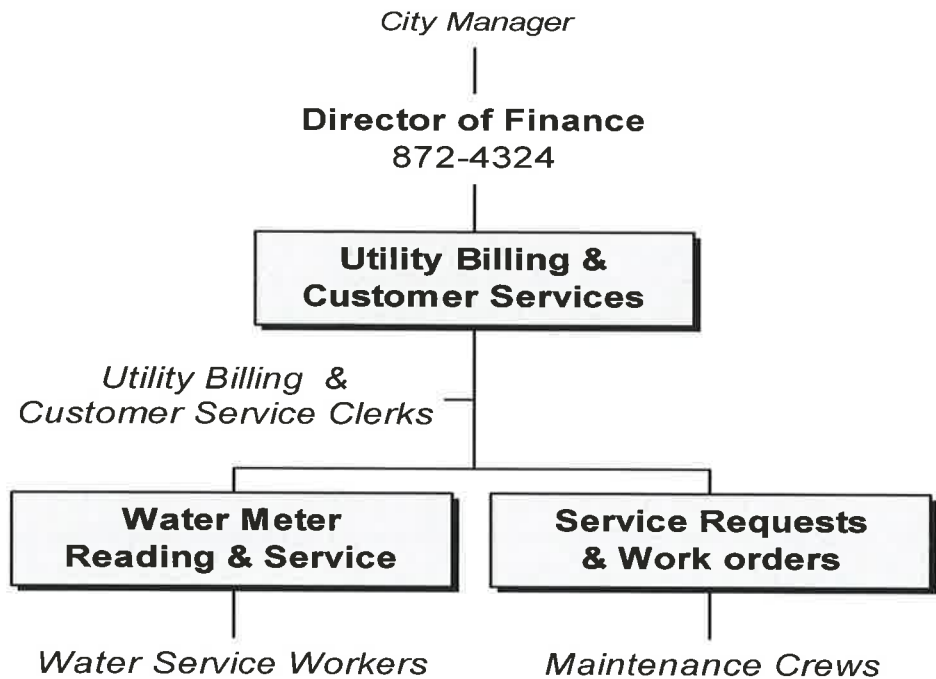 City Manager
Director of Finance
872-4324
Utility Billing &
Customer Services
Utility Billing &
Customer Service Clerks
Water Meter
Reading & Service
Service Requests
& Work orders
Water Service Workers
Maintenance Crews